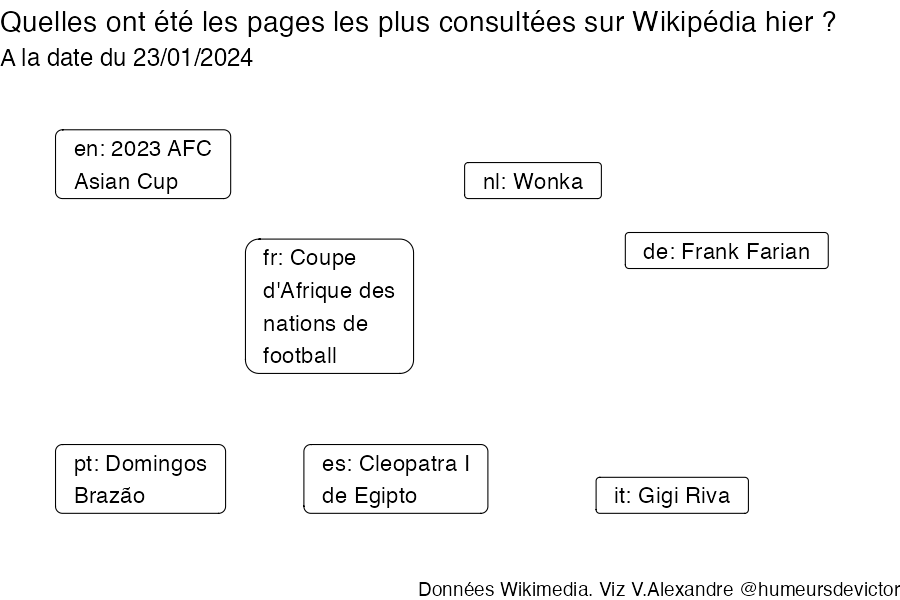 Quelles ont été les pages les plus consultées sur Wikipédia hier ?
A la date du 23/01/2024
en: 2023 AFC
Asian Cup
nl: Wonka
de: Frank Farian
fr: Coupe
d'Afrique des
nations de
football
pt: Domingos
Brazão
es: Cleopatra I
de Egipto
it: Gigi Riva
Données Wikimedia. Viz V.Alexandre @humeursdevictor